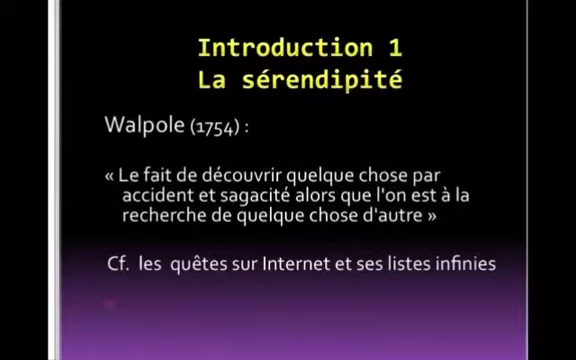 Introduction 1
La sérendipité
Walpole (1754) :
« Le fait de découvrir quelque chose par
accident et sagacité alors que l'on est à la
recherche de quelque chose d'autre »
Cf. les quêtes sur Internet et ses listes infinies